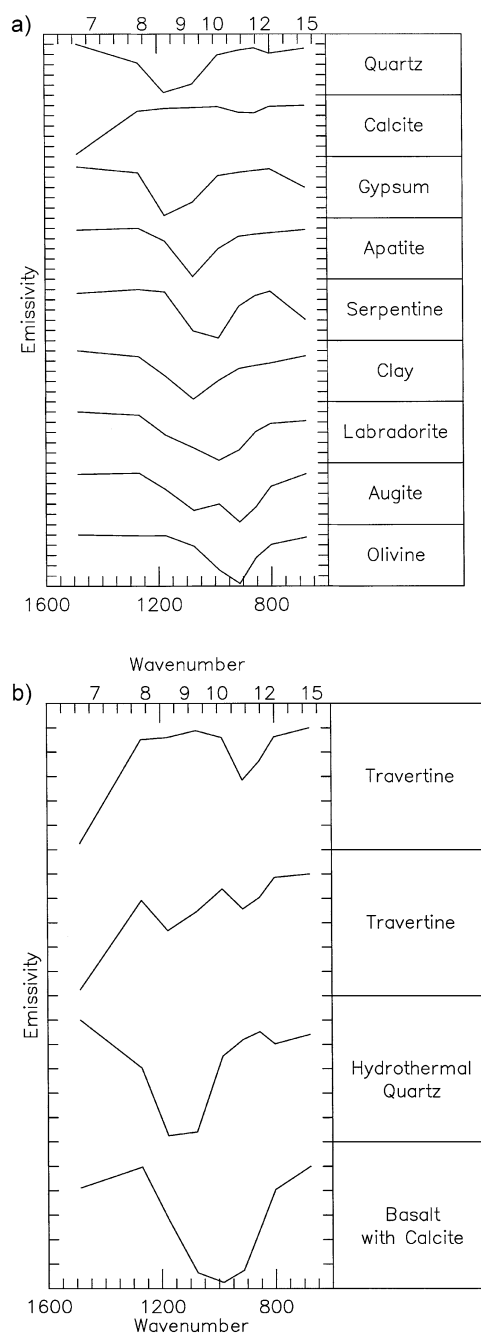 a)
7 8 9 10 11 12 15
Quartz
Calcite
Gypsum
Apatite
Emissivity
Serpentine
Clay
Labradorite
Augite
Olivine
1600 1200 800
Wavenumber
b)
7 8 9 10 11 12 15
Travertine
Travertine
Emissivity
Hydrothermal
Quartz
Basalt
with Calcite
1600 1200 800
Wavenumber